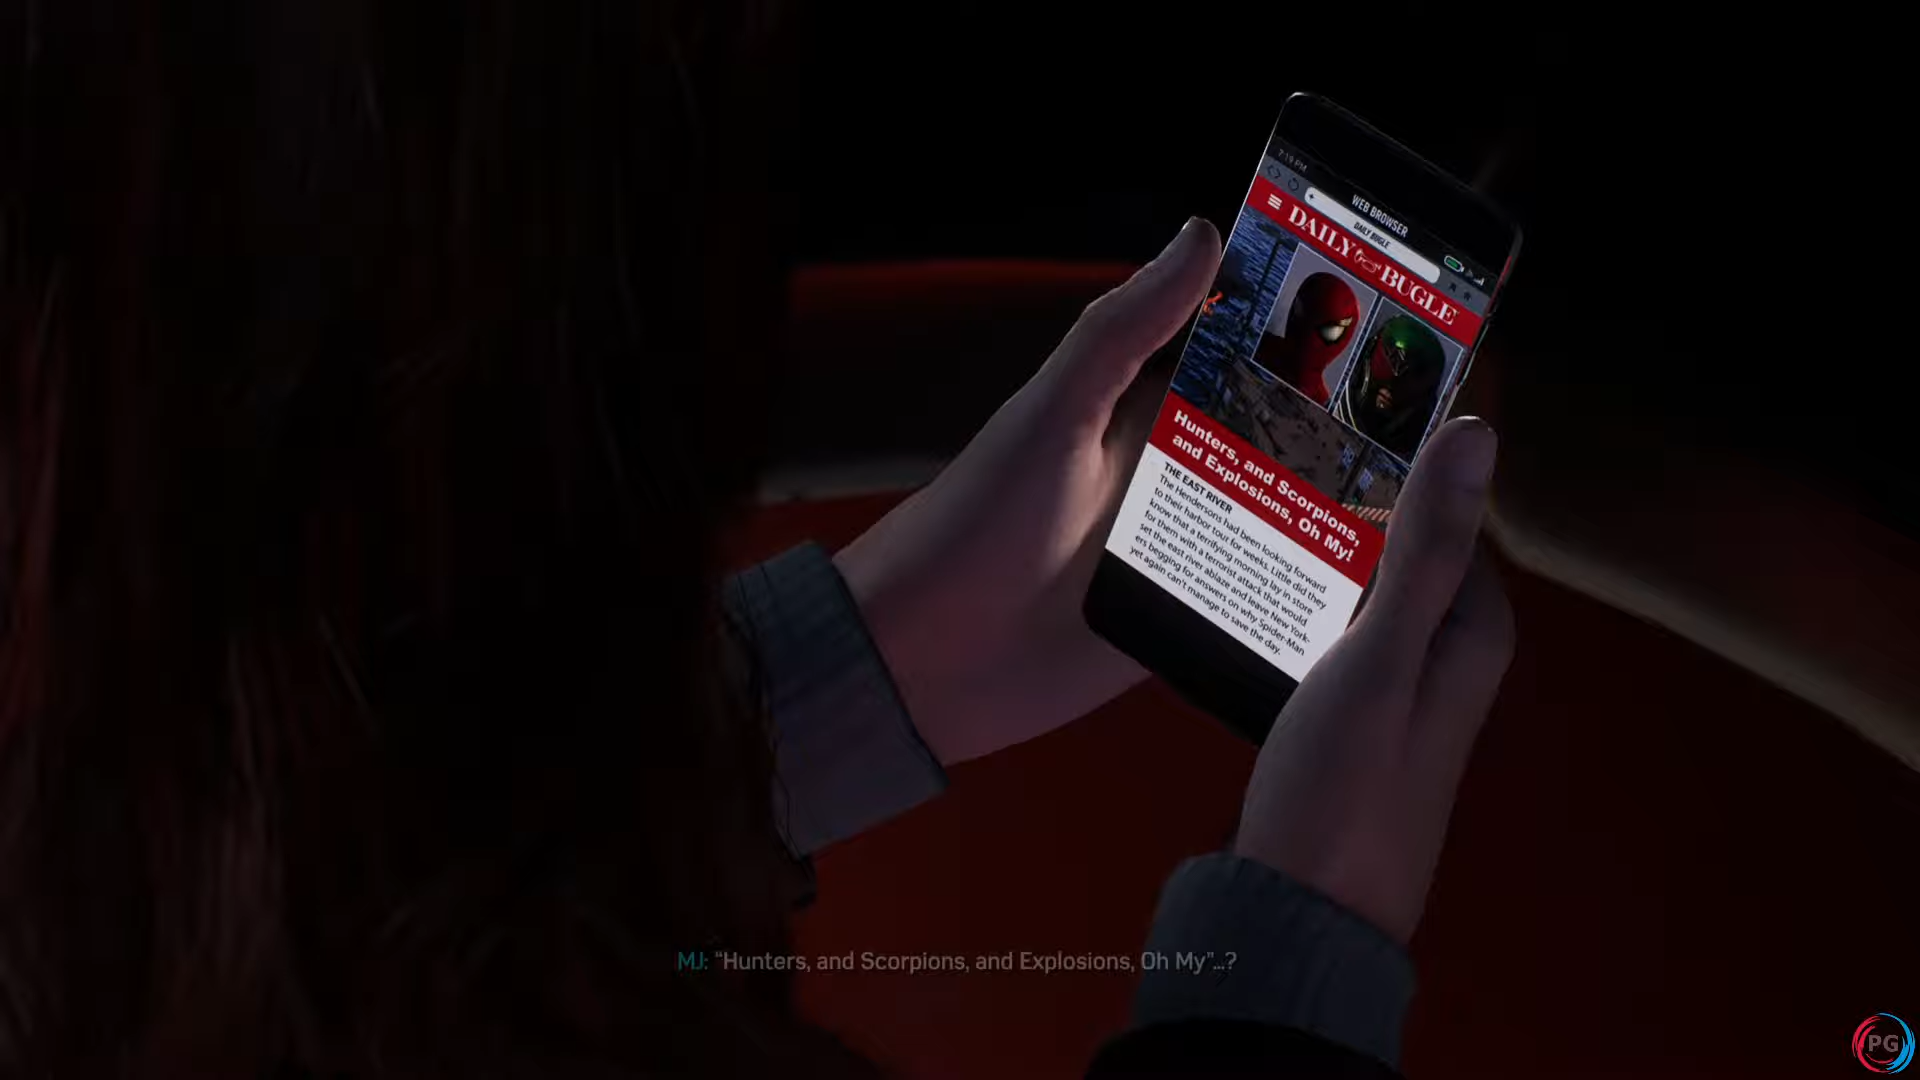 7:19 PM
WEB BROWSER
DAILY BUGLE
DAILY BUGLE
Hunters, and Scorpions,
and Explosions, Oh My!
THE EAST RIVER
The Hendersons had been looking forward
to their harbor tour for weeks. Little did they
know that a terrifying morning lay in store
for them with a terrorist attack that would
set the east river ablaze and leave New York-
ers begging for answers on why Spider-Man
yet again can't manage to save the day.
MJ: “Hunters, and Scorpions, and Explosions, Oh My”...?
PG